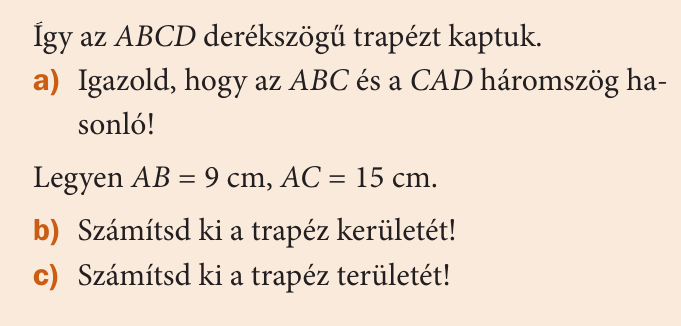 Így az ABCD derékszögű trapézt kaptuk.
a) Igazold, hogy az ABC és a CAD háromszög ha-
sonló!
Legyen AB = 9 cm, AC = 15 cm.
b) Számítsd ki a trapéz kerületét!
c) Számítsd ki a trapéz területét!